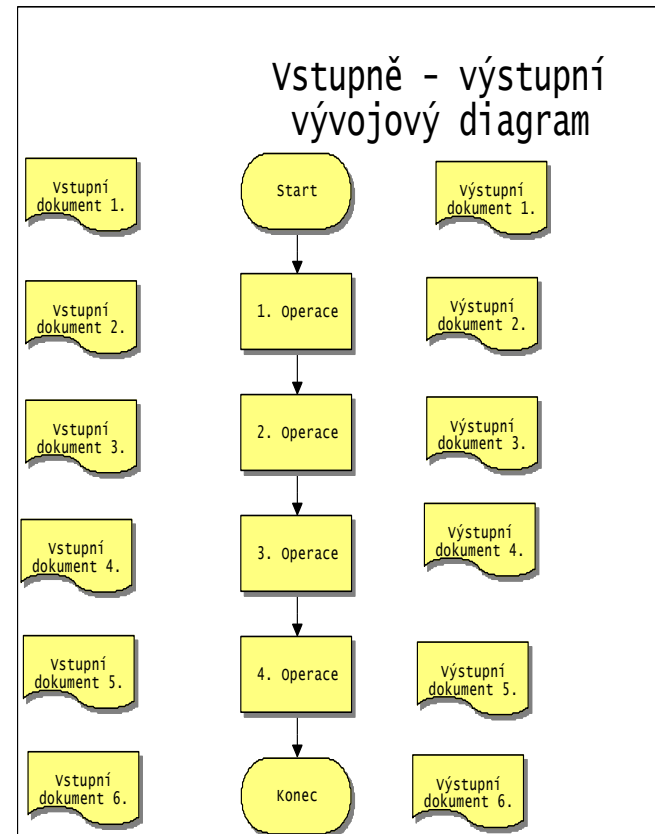 Vstupně - výstupní
vývojový diagram
Vstupní
dokument 1.
Start
Výstupní
dokument 1.
Vstupní
dokument 2.
1. Operace
Výstupní
dokument 2.
Vstupní
dokument 3.
2. Operace
Výstupní
dokument 3.
Vstupní
dokument 4.
3. Operace
Výstupní
dokument 4.
Vstupní
dokument 5.
4. Operace
Výstupní
dokument 5.
Vstupní
dokument 6.
Konec
Výstupní
dokument 6.